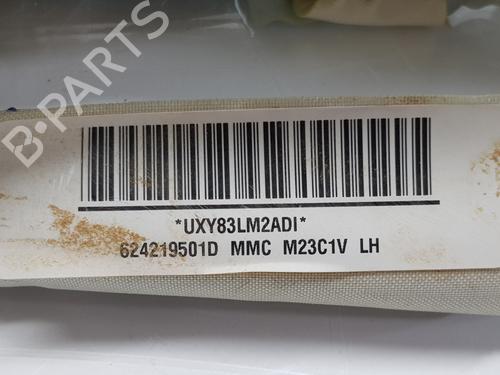 B-PARTS
*UXY83LM2ADI*
624219501D MMC M23C1V LH